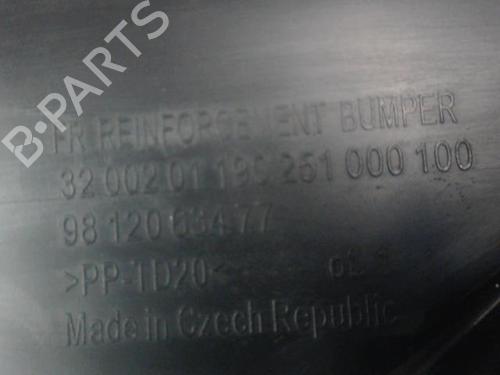 B-PARTS
FR REINFORCEMENT BUMPER
32 002 01 190 251 000 100
98 120 634 77
>PP-TD20<
Made in Czech Republic